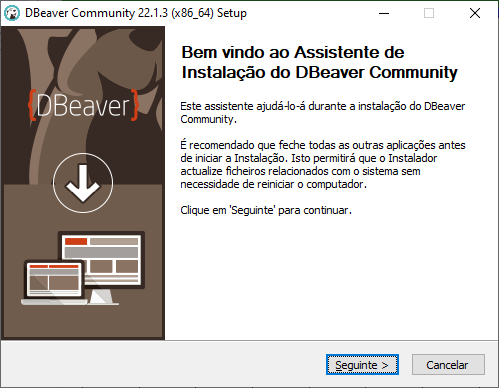 DBeaver Community 22.1.3 (x86_64) Setup
{DBeaver}
Bem vindo ao Assistente de
Instalação do DBeaver Community
Este assistente ajudá-lo-á durante a instalação do DBeaver
Community.
É recomendado que feche todas as outras aplicações antes
de iniciar a Instalação. Isto permitirá que o Instalador
actualize ficheiros relacionados com o sistema sem
necessidade de reiniciar o computador.
Clique em 'Seguinte' para continuar.
Seguinte >
Cancelar